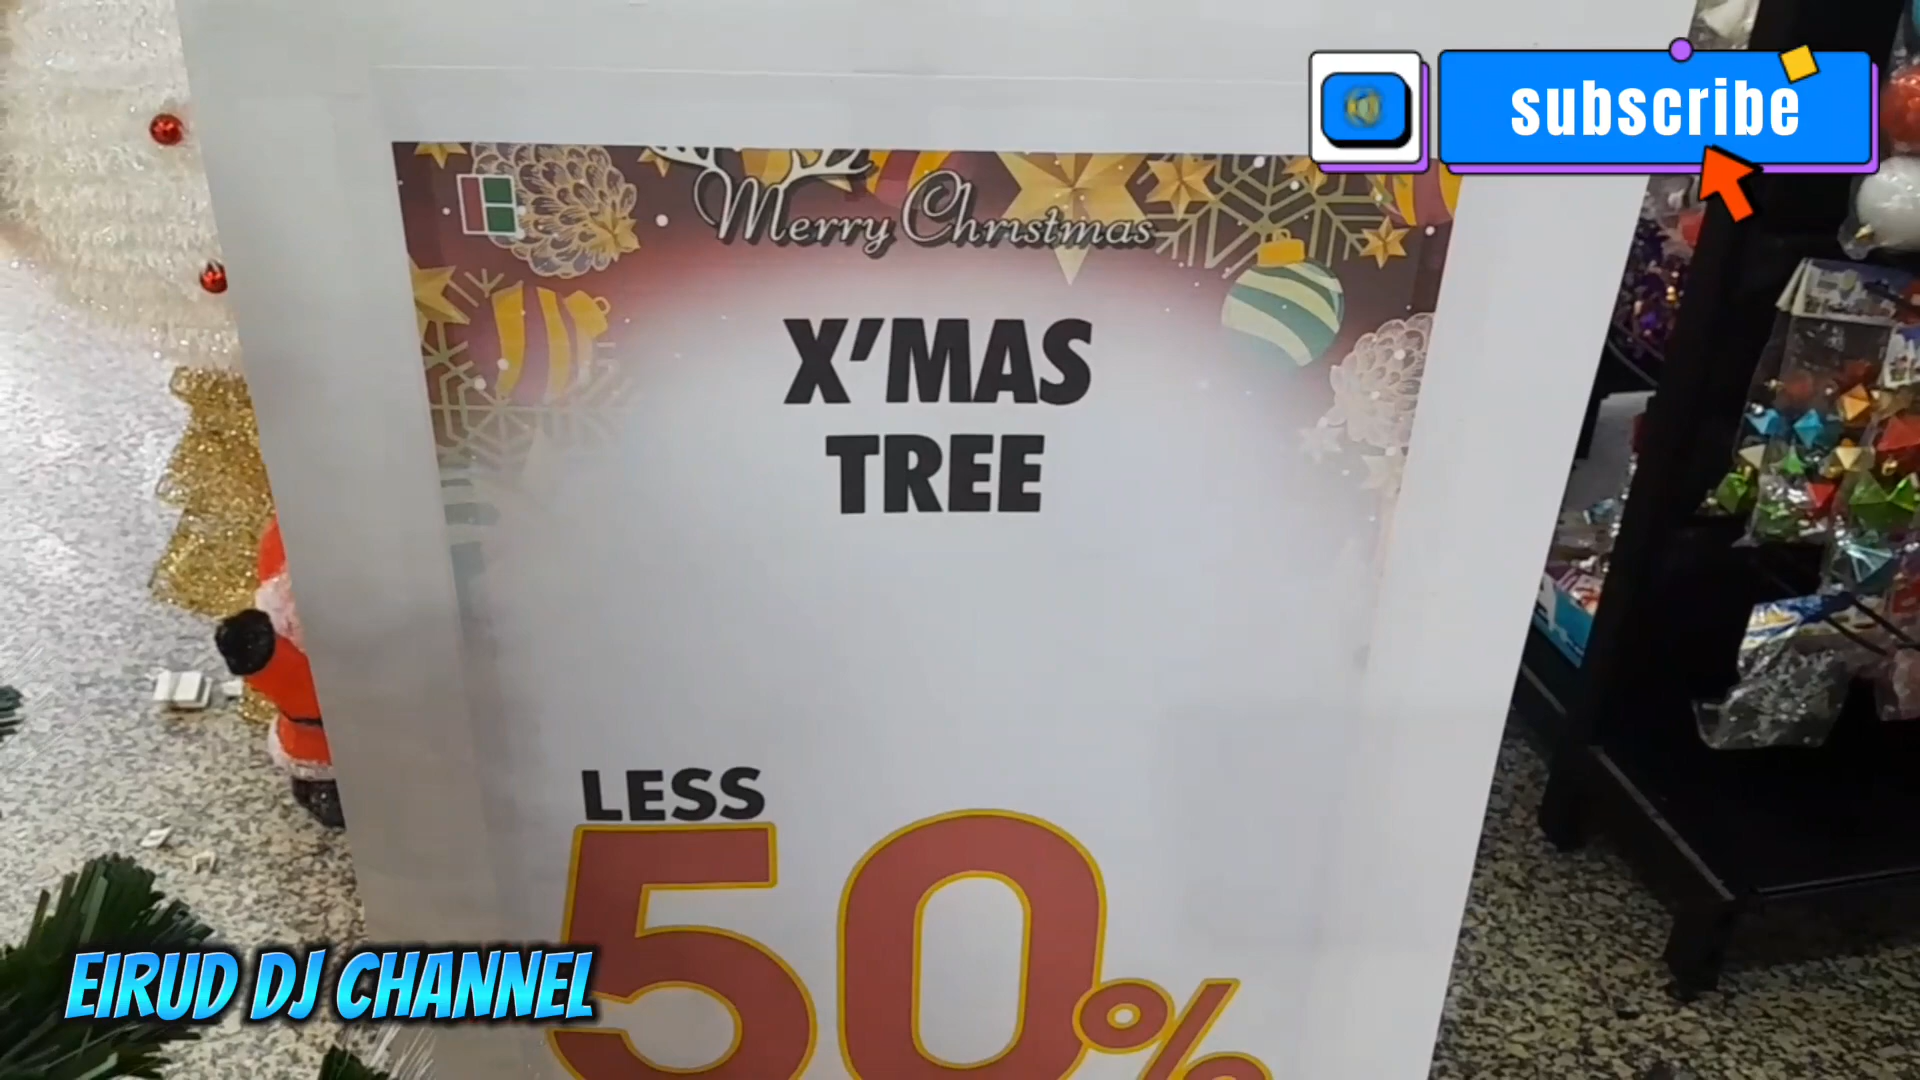 subscribe
Merry Christmas
X'MAS
TREE
LESS
50%
EIRUD DJ CHANNEL